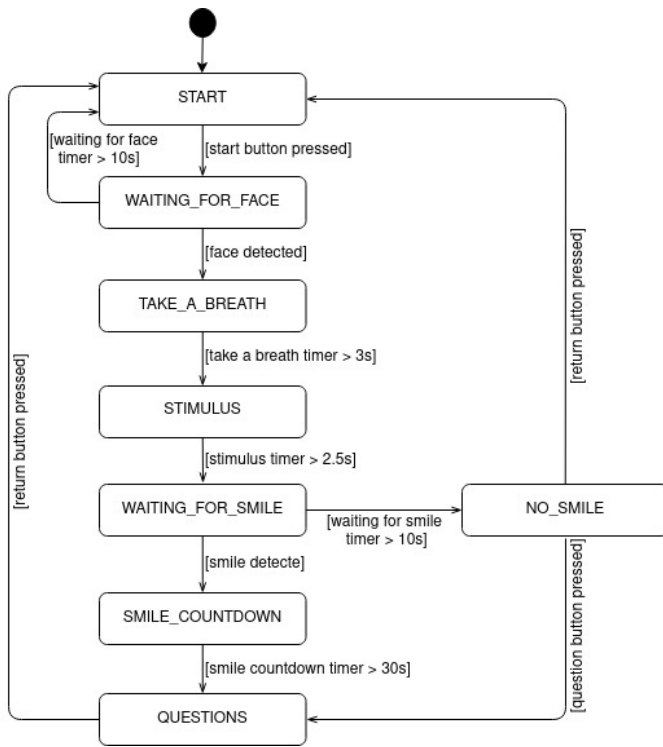 START
[waiting for face
timer > 10s]
[start button pressed]
WAITING_FOR_FACE
[face detected]
TAKE_A_BREATH
[take a breath timer > 3s]
[return button pressed]
[return button pressed]
STIMULUS
[stimulus timer > 2.5s]
WAITING_FOR_SMILE
[waiting for smile
timer > 10s]
NO_SMILE
[smile detecte]
SMILE_COUNTDOWN
[question button pressed]
[smile countdown timer > 30s]
QUESTIONS